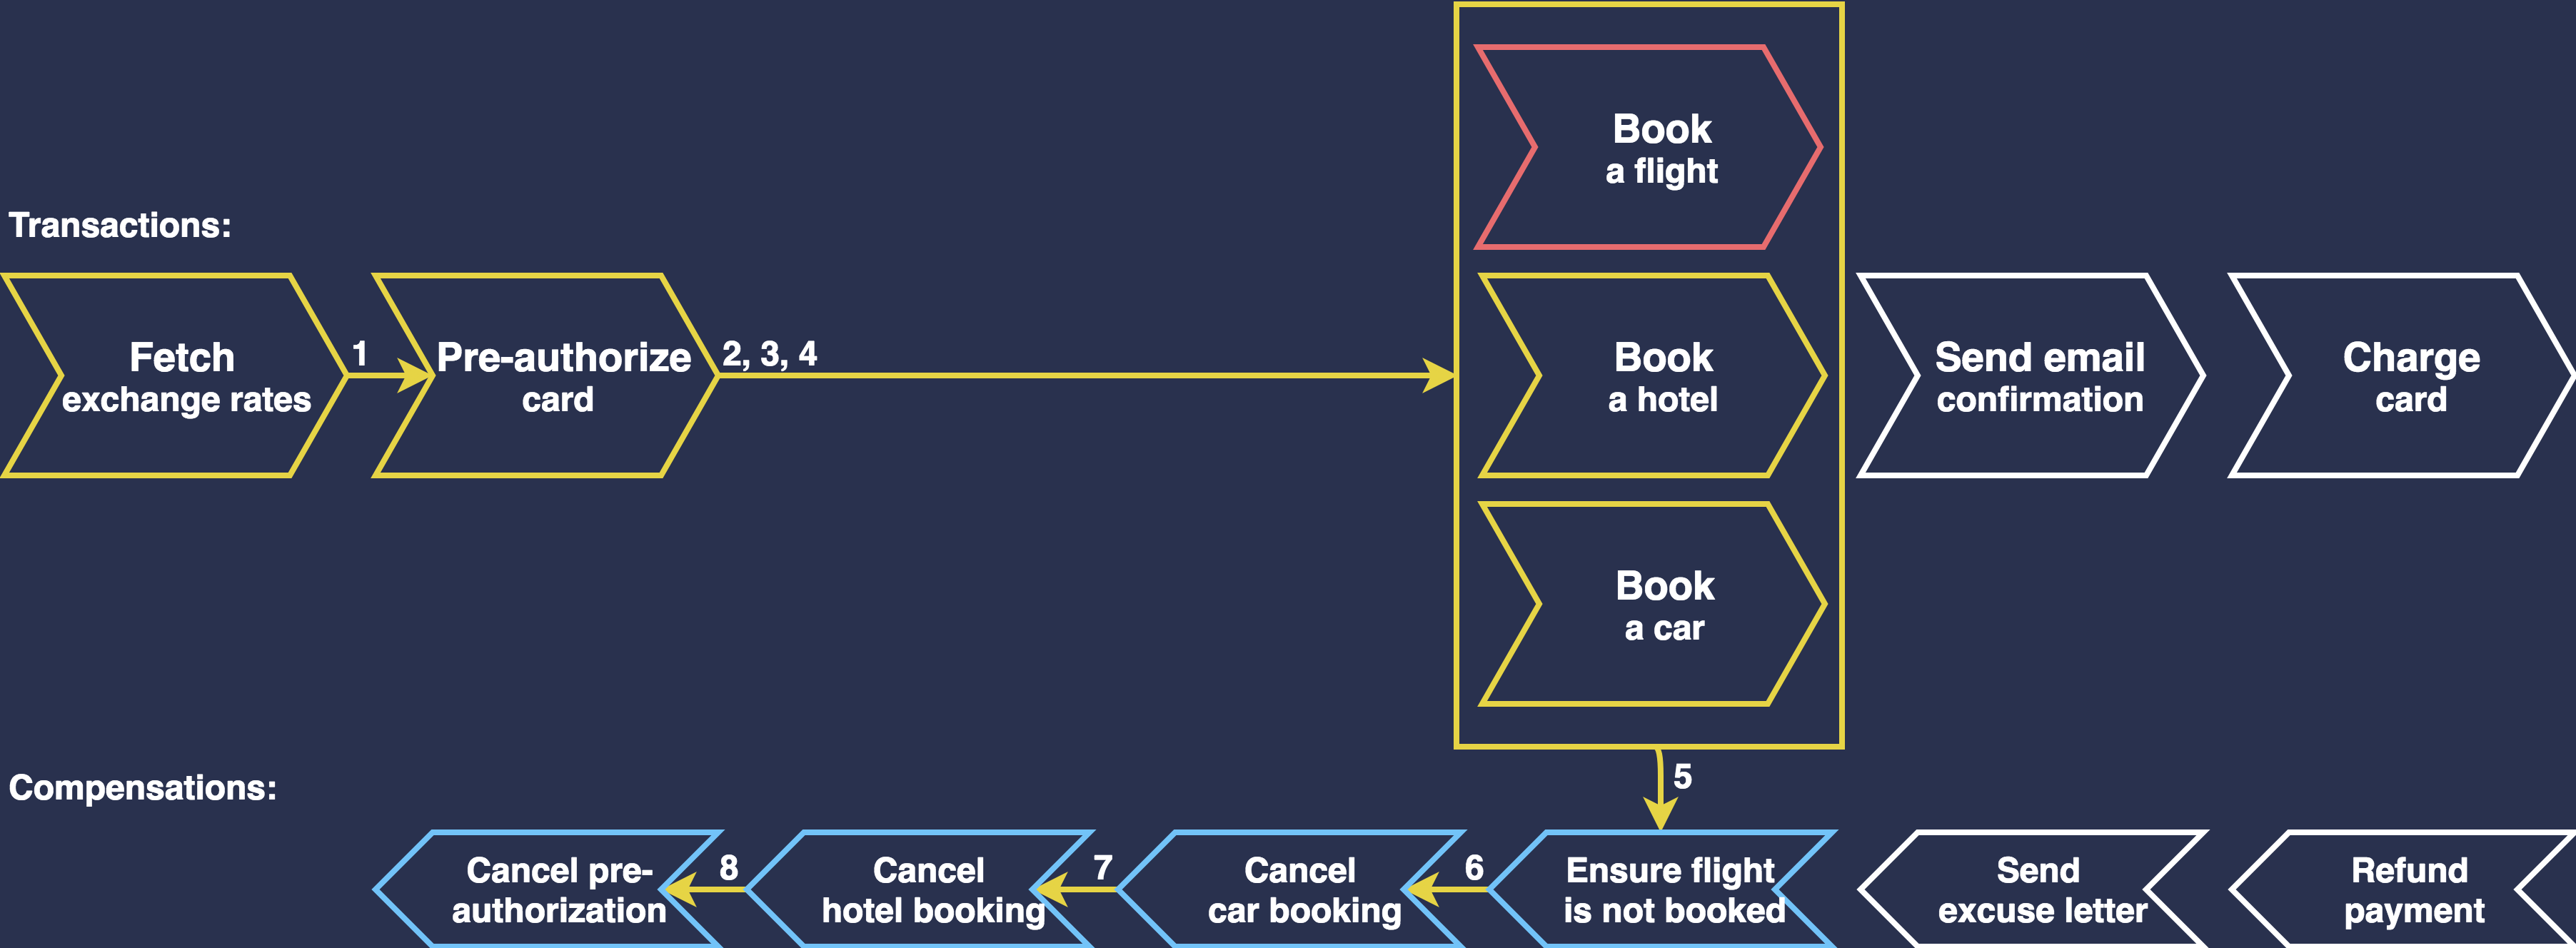 Book
a flight
Transactions:
Fetch
exchange rates
1
Pre-authorize
card
2, 3, 4
Book
a hotel
Send email
confirmation
Charge
card
Book
a car
5
Compensations:
Cancel pre-
authorization
8
Cancel
hotel booking
7
Cancel
car booking
6
Ensure flight
is not booked
Send
excuse letter
Refund
payment